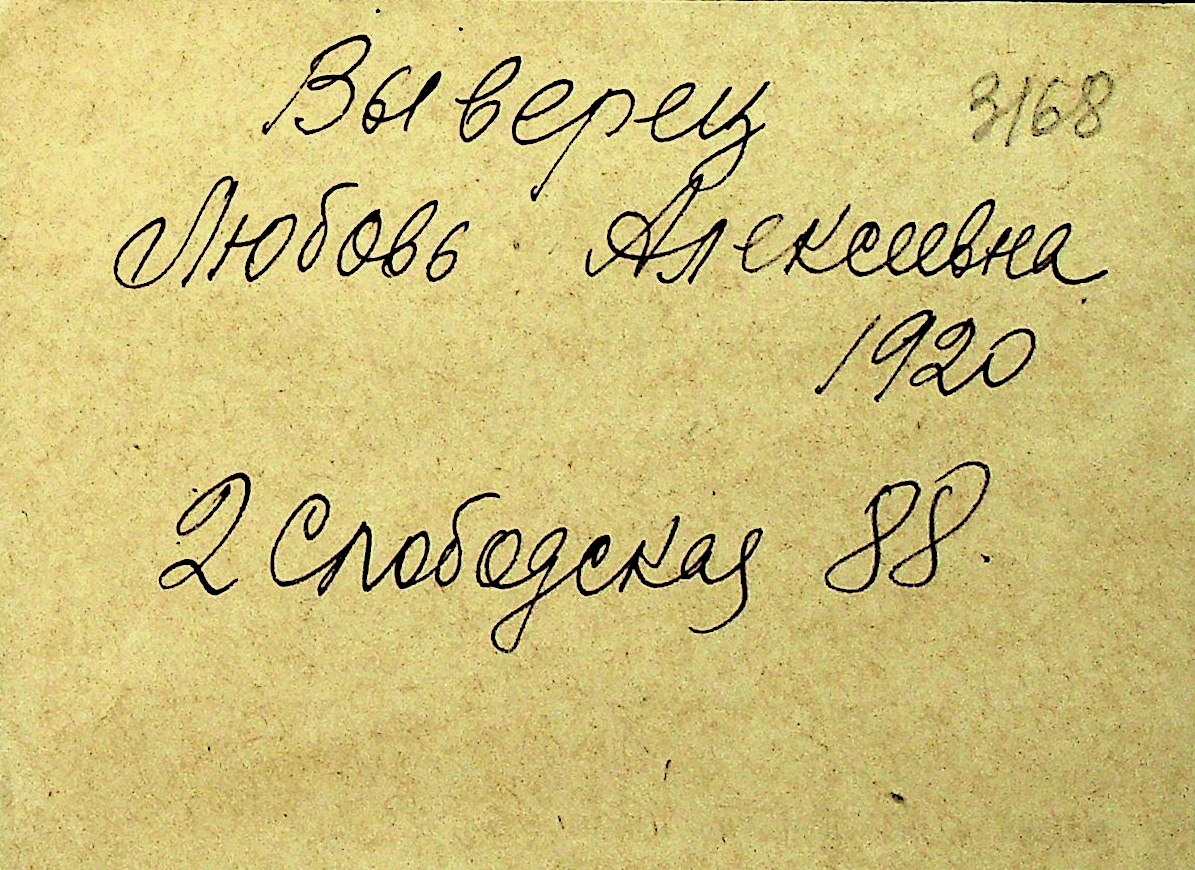 Выверец 3168
Любовь Алексеевна
1920
2 Слободская 88.